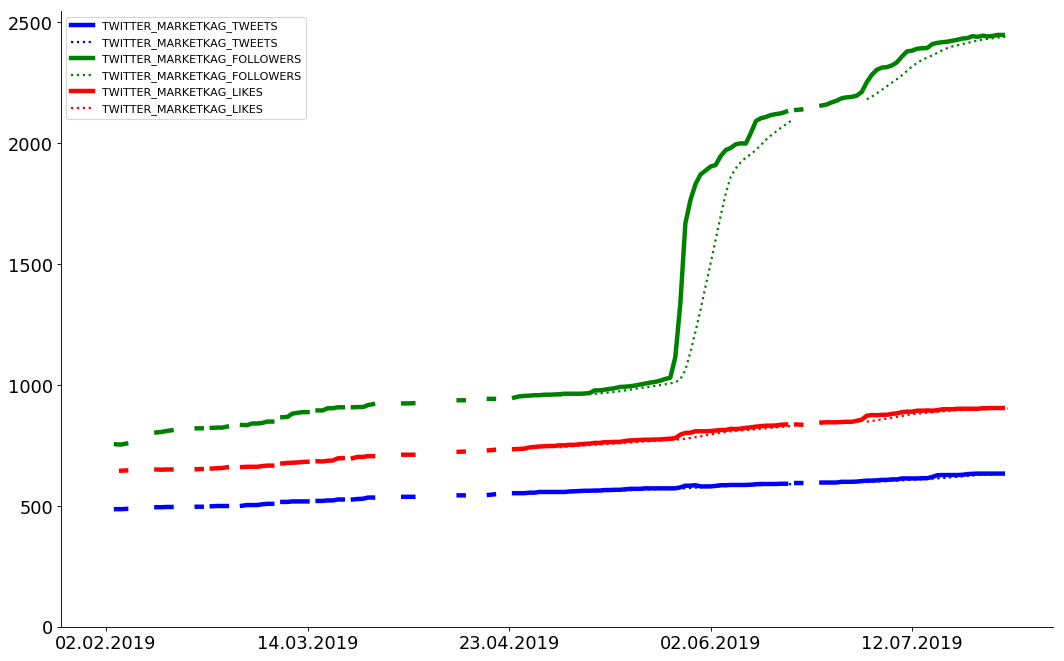 2500
2000
1500
1000
500
0
TWITTER_MARKETKAG_TWEETS
TWITTER_MARKETKAG_TWEETS
TWITTER_MARKETKAG_FOLLOWERS
TWITTER_MARKETKAG_FOLLOWERS
TWITTER_MARKETKAG_LIKES
TWITTER_MARKETKAG_LIKES
02.02.2019
14.03.2019
23.04.2019
02.06.2019
12.07.2019